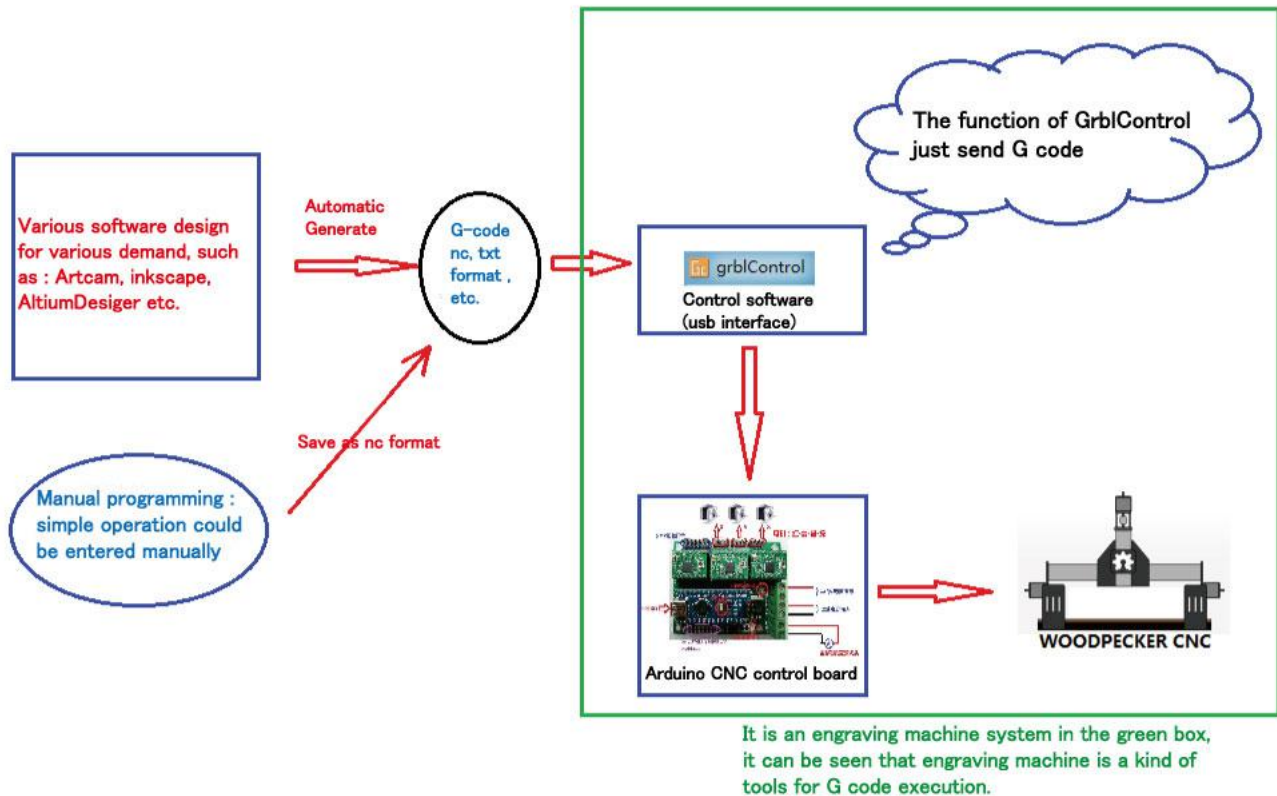 The function of GrblControl
just send G code
Various software design
for various demand, such
as : Artcam, inkscape,
AltiumDesiger etc.
Automatic
Generate
G-code
nc, txt
format ,
etc.
Gc grblControl
Control software
(usb interface)
Save as nc format
Manual programming :
simple operation could
be entered manually
Arduino CNC control board
WOODPECKER CNC
It is an engraving machine system in the green box,
it can be seen that engraving machine is a kind of
tools for G code execution.